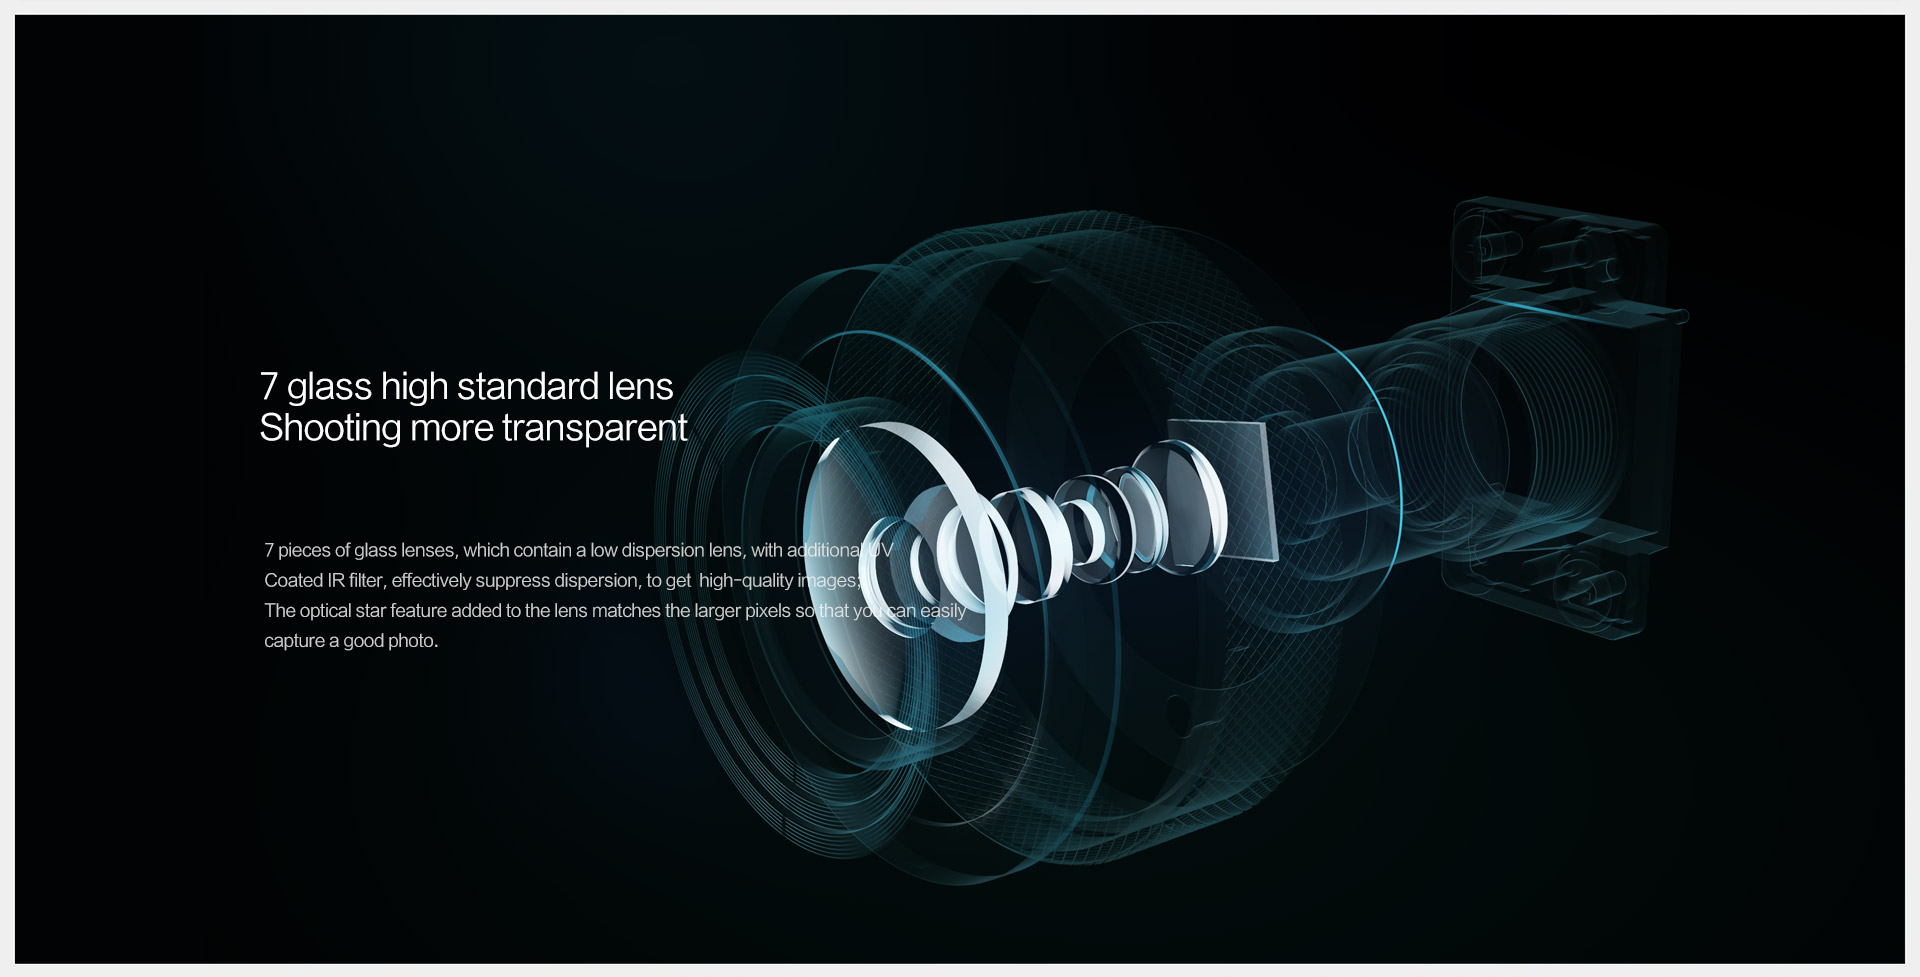 7 glass high standard lens
Shooting more transparent
7 pieces of glass lenses, which contain a low dispersion lens, with additional UV
Coated IR filter, effectively suppress dispersion, to get  high-quality images;
The optical star feature added to the lens matches the larger pixels so that you can easily
capture a good photo.